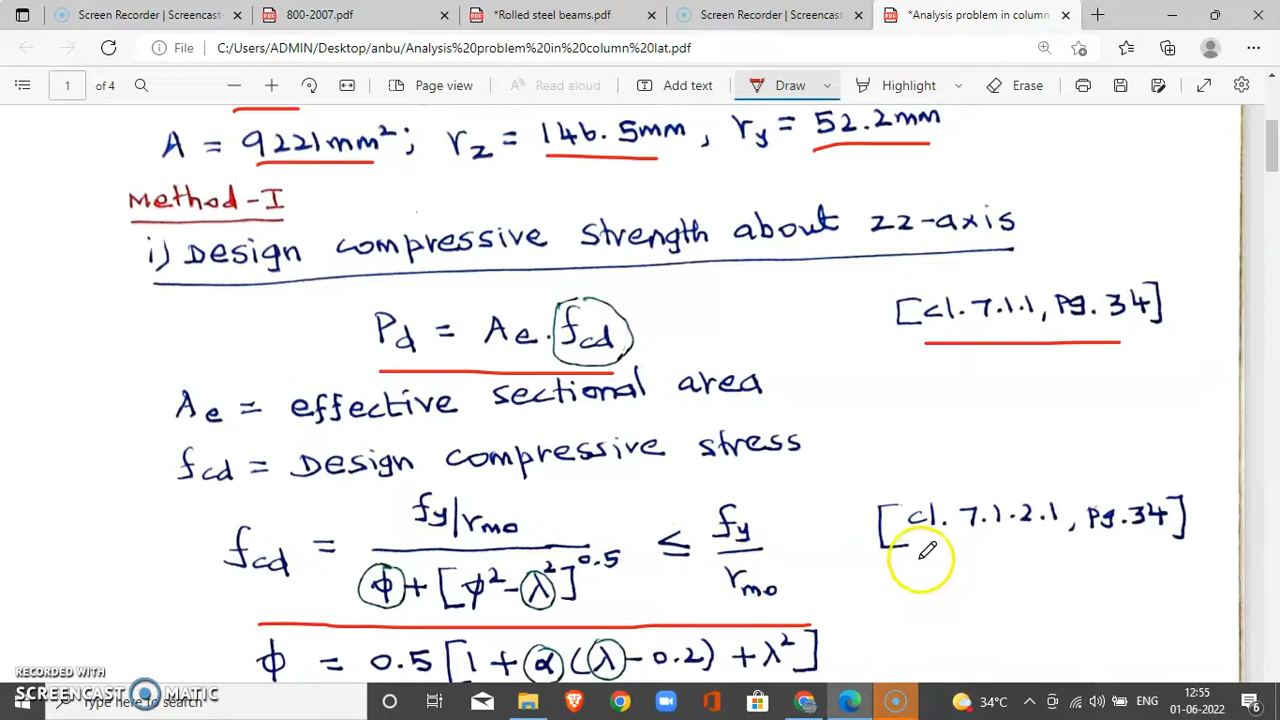 Screen Recorder | Screencast-
800-2007.pdf
*Rolled steel beams.pdf
Screen Recorder | Screencast-
*Analysis problem in column
File
C:/Users/ADMIN/Desktop/anbu/Analysis%20problem%20in%20column%20lat.pdf
1 of 4
Page view
Read aloud
Add text
Draw
Highlight
Erase
A = 9221mm²; rz = 146.5mm, ry = 52.2mm
Method-I
i) Design compressive strength about zz-axis
Pd = Ae.fcd [cl.7.1.1, Pg.34]
Ae = effective sectional area
fcd = Design compressive stress
fcd = fy/rmo / ϕ+[ϕ²-λ²]^0.5 ≤ fy/rmo [cl. 7.1.2.1, Pg.34]
ϕ = 0.5[1+α(λ-0.2)+λ²]
RECORDED WITH
SCREENCAST MATIC
Type here to search
34°C
ENG
12:55
01-06-2022
6